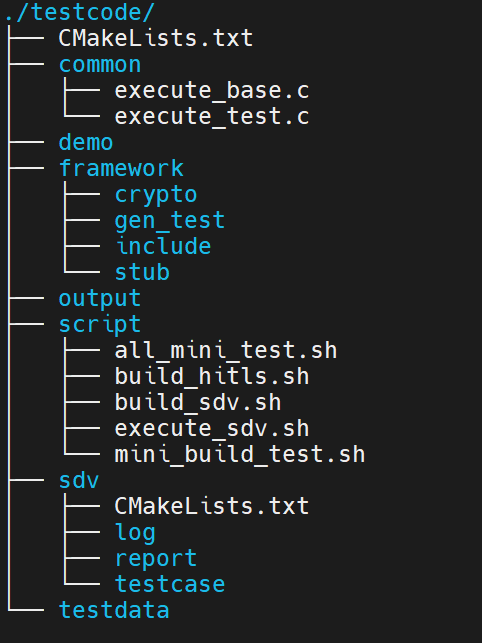 ./testcode/
├── CMakeLists.txt
├── common
│   ├── execute_base.c
│   └── execute_test.c
├── demo
├── framework
│   ├── crypto
│   ├── gen_test
│   ├── include
│   └── stub
├── output
├── script
│   ├── all_mini_test.sh
│   ├── build_hitls.sh
│   ├── build_sdv.sh
│   ├── execute_sdv.sh
│   └── mini_build_test.sh
├── sdv
│   ├── CMakeLists.txt
│   ├── log
│   ├── report
│   └── testcase
└── testdata